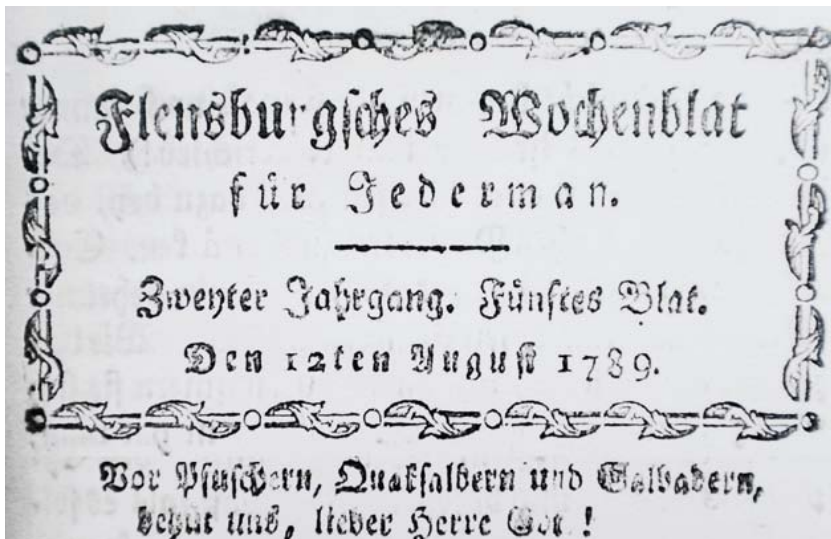 Flensburgsches Wochenblat
für Jederman.
Zweyter Jahrgang. Fünftes Blat.
Den 12ten August 1789.
Vor Pfuschern, Quaksalbern und Salbadern,
behüt uns, lieber Herre Got!